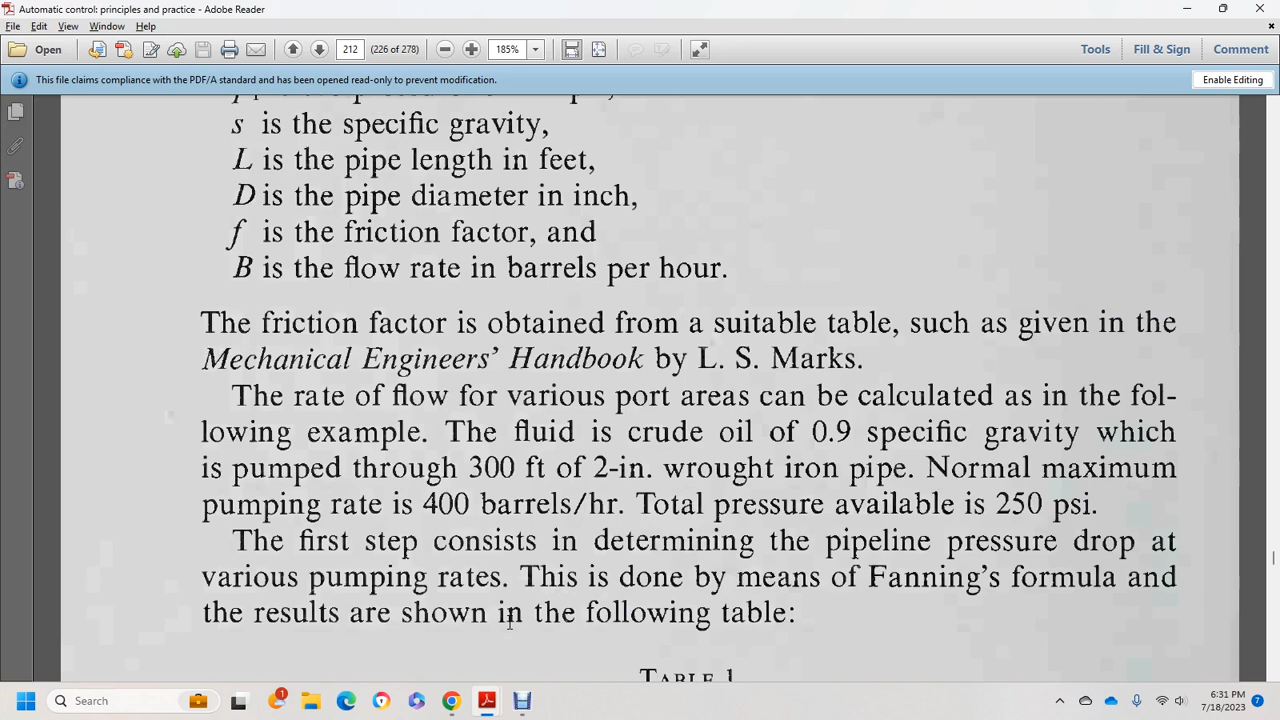 Automatic control: principles and practice - Adobe Reader
File Edit View Window Help
Open 212 (226 of 278) 185% Tools Fill & Sign Comment
This file claims compliance with the PDF/A standard and has been opened read-only to prevent modification. Enable Editing
s is the specific gravity,
L is the pipe length in feet,
D is the pipe diameter in inch,
f is the friction factor, and
B is the flow rate in barrels per hour.
The friction factor is obtained from a suitable table, such as given in the
Mechanical Engineers' Handbook by L. S. Marks.
The rate of flow for various port areas can be calculated as in the fol-
lowing example. The fluid is crude oil of 0.9 specific gravity which
is pumped through 300 ft of 2-in. wrought iron pipe. Normal maximum
pumping rate is 400 barrels/hr. Total pressure available is 250 psi.
The first step consists in determining the pipeline pressure drop at
various pumping rates. This is done by means of Fanning's formula and
the results are shown in the following table:
TABLE 1
Search
1
6:31 PM
7/18/2023
7